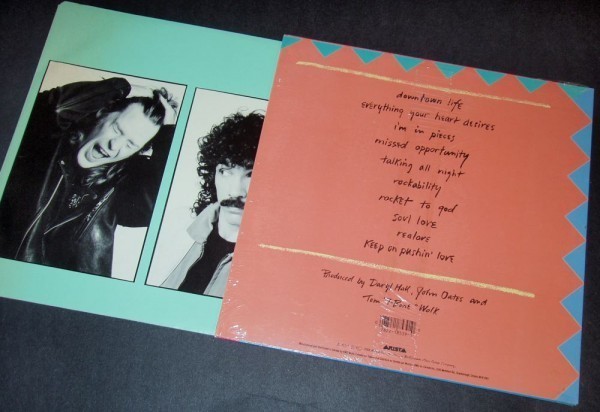 downtown life
everything your heart desires
i'm in pieces
missed opportunity
talking all night
rockability
rocket to god
soul love
realove
keep on pushin' love
Produced by Daryl Hall, John Oates and
Tom "T-Bone" Wolk
ARISTA